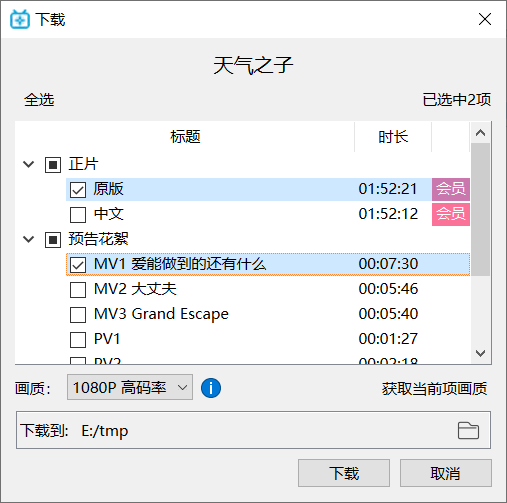 下载
天气之子
全选 已选中2项
标题 时长
正片
原版 01:52:21 会员
中文 01:52:12 会员
预告花絮
MV1 爱能做到的还有什么 00:07:30
MV2 大丈夫 00:05:46
MV3 Grand Escape 00:05:40
PV1 00:01:27
PV2 00:02:18
画质: 1080P 高码率 i 获取当前项画质
下载到: E:/tmp
下载 取消